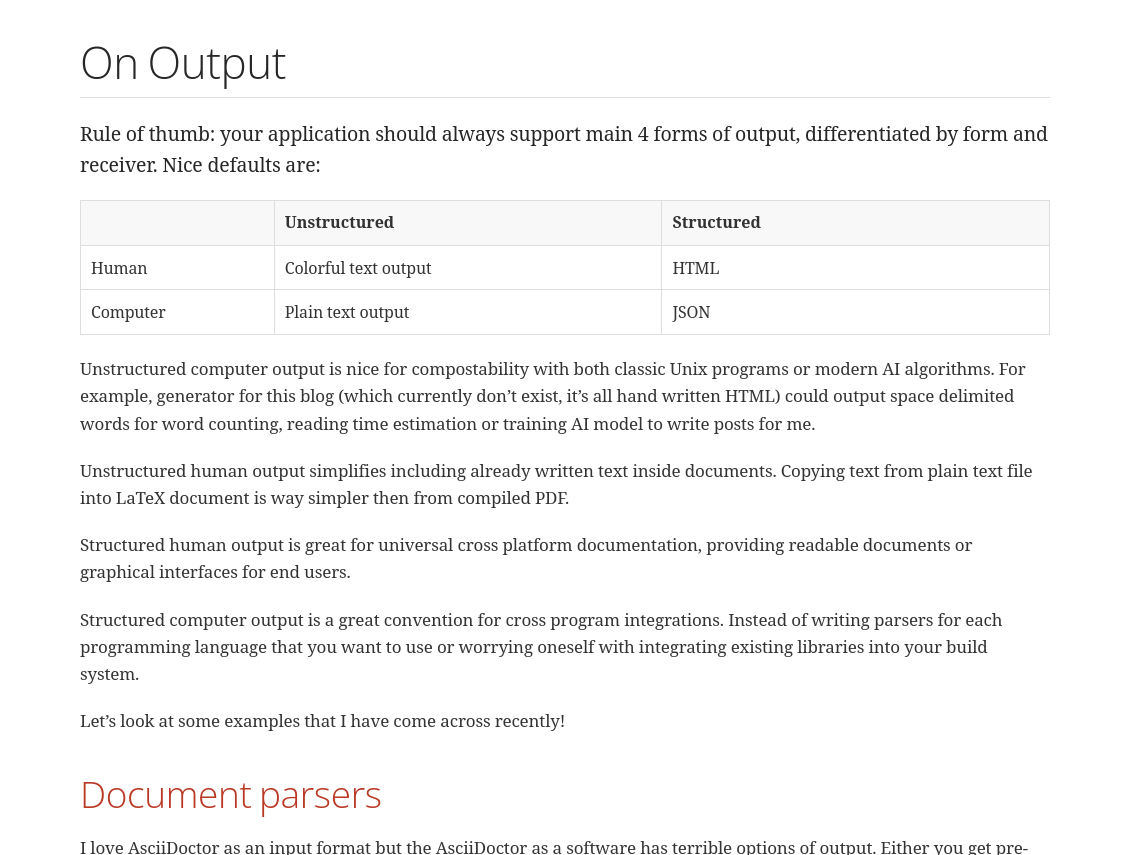 On Output
Rule of thumb: your application should always support main 4 forms of output, differentiated by form and
receiver. Nice defaults are:
Unstructured Structured
Human Colorful text output HTML
Computer Plain text output JSON
Unstructured computer output is nice for compostability with both classic Unix programs or modern AI algorithms. For
example, generator for this blog (which currently don’t exist, it’s all hand written HTML) could output space delimited
words for word counting, reading time estimation or training AI model to write posts for me.
Unstructured human output simplifies including already written text inside documents. Copying text from plain text file
into LaTeX document is way simpler then from compiled PDF.
Structured human output is great for universal cross platform documentation, providing readable documents or
graphical interfaces for end users.
Structured computer output is a great convention for cross program integrations. Instead of writing parsers for each
programming language that you want to use or worrying oneself with integrating existing libraries into your build
system.
Let’s look at some examples that I have come across recently!
Document parsers
I love AsciiDoctor as an input format but the AsciiDoctor as a software has terrible options of output. Either you get pre-